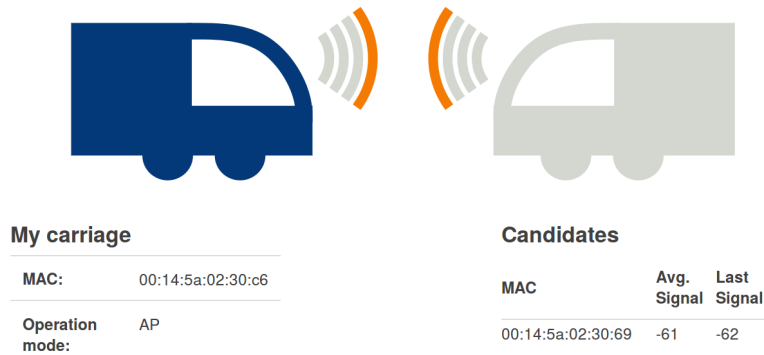 My carriage
MAC: 00:14:5a:02:30:c6
Operation mode: AP
Candidates
MAC Avg. Signal Last Signal
00:14:5a:02:30:69 -61 -62